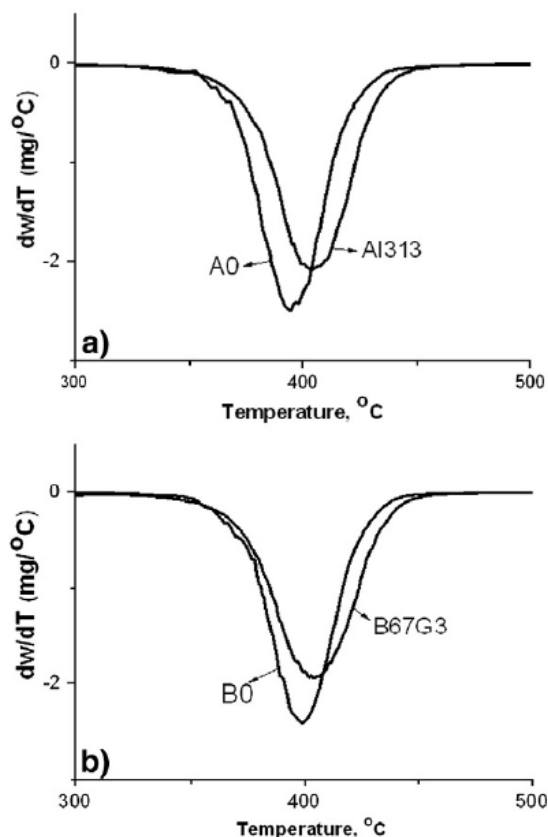 0
dw/dT (mg/°C)
-2
A0
AI313
a)
300
400
500
Temperature, °C
0
dw/dT (mg/°C)
-2
B67G3
B0
b)
300
400
500
Temperature, °C